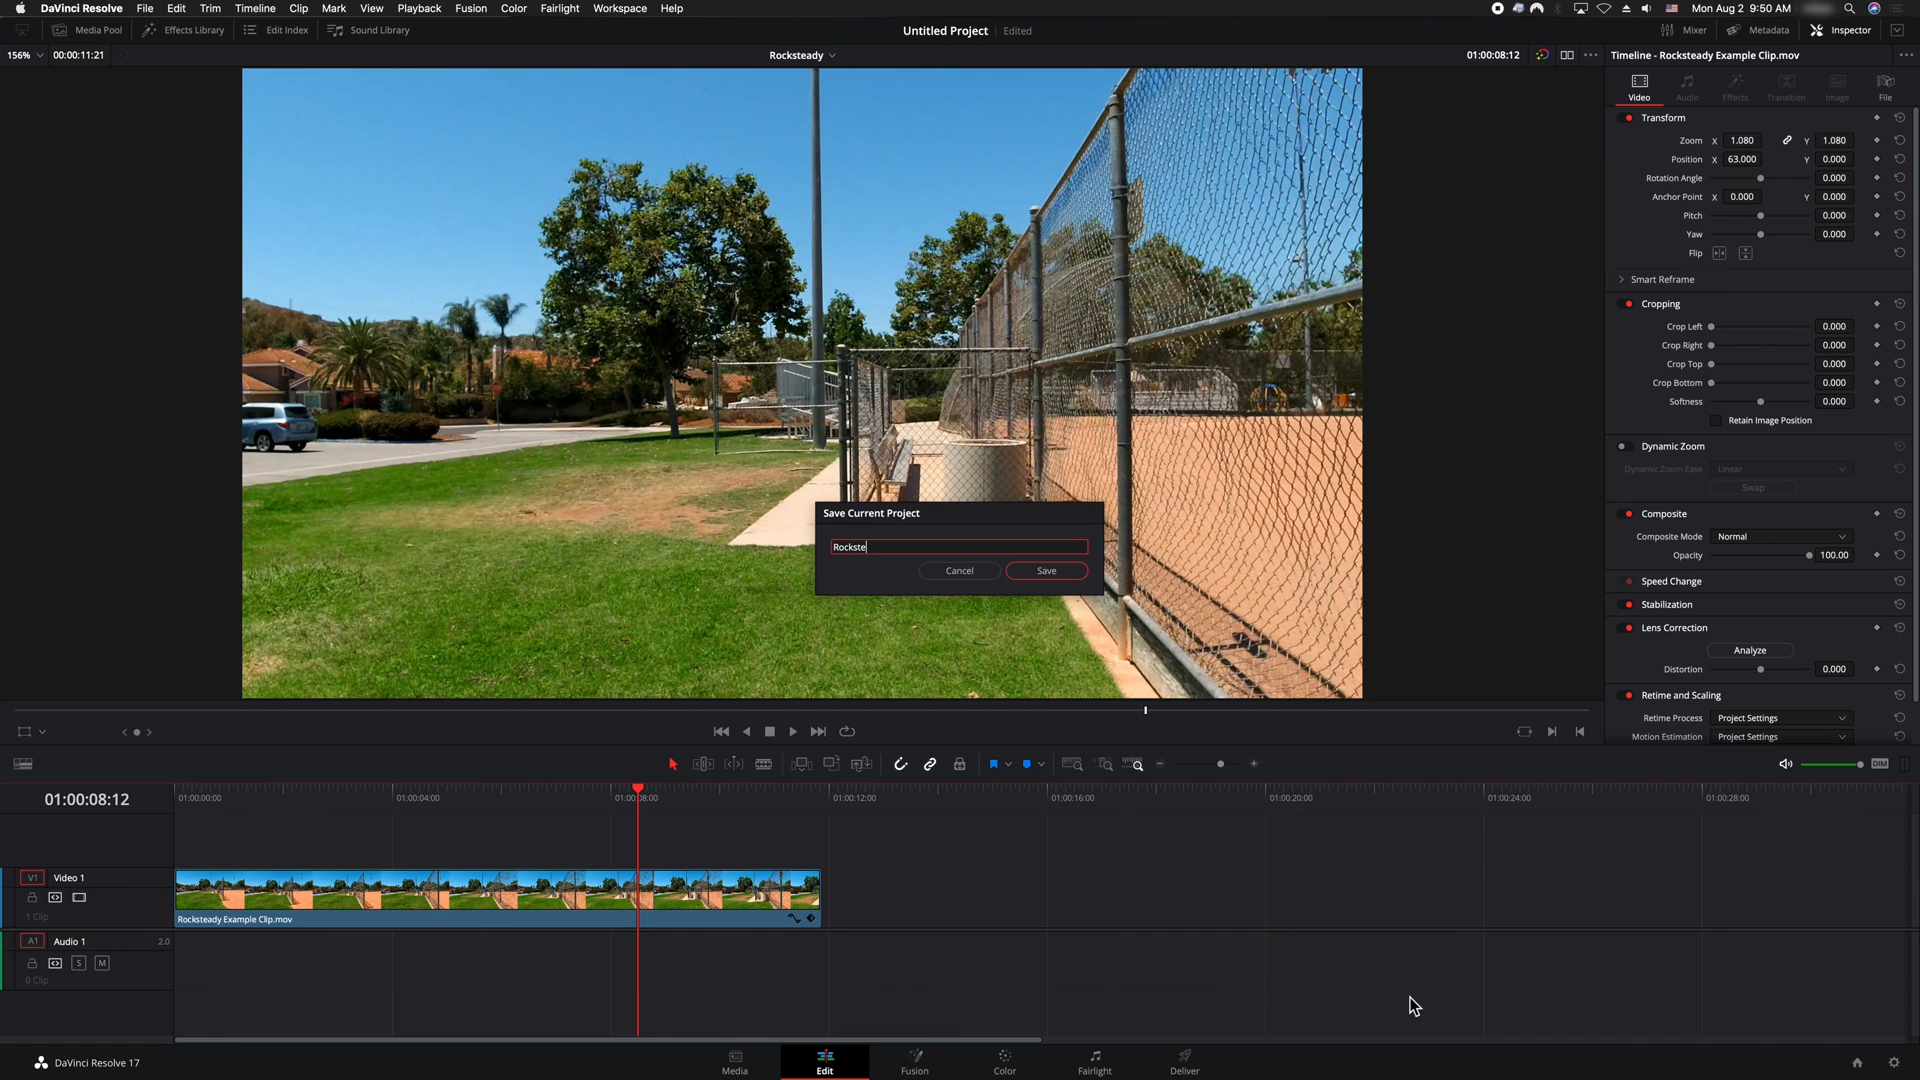 DaVinci Resolve File Edit Trim Timeline Clip Mark View Playback Fusion Color Fairlight Workspace Help Mon Aug 2 9:50 AM
Media Pool Effects Library Edit Index Sound Library Untitled Project Edited Mixer Metadata Inspector
156% 00:00:11:21 Rocksteady 01:00:08:12 Timeline - Rocksteady Example Clip.mov
Video Audio Effects Transition Image File
Transform
Zoom X 1.080 Y 1.080
Position X 63.000 Y 0.000
Rotation Angle 0.000
Anchor Point X 0.000 Y 0.000
Pitch 0.000
Yaw 0.000
Flip
Smart Reframe
Cropping
Crop Left 0.000
Crop Right 0.000
Crop Top 0.000
Crop Bottom 0.000
Softness 0.000
Retain Image Position
Dynamic Zoom
Dynamic Zoom Ease Linear
Swap
Composite
Composite Mode Normal
Opacity 100.00
Speed Change
Stabilization
Lens Correction
Analyze
Distortion 0.000
Retime and Scaling
Retime Process Project Settings
Motion Estimation Project Settings
Save Current Project
Rockste
Cancel Save
DIM
01:00:08:12 01:00:00:00 01:00:04:00 01:00:08:00 01:00:12:00 01:00:16:00 01:00:20:00 01:00:24:00 01:00:28:00
V1 Video 1
1 Clip
Rocksteady Example Clip.mov
A1 Audio 1 2.0
S M
0 Clip
DaVinci Resolve 17 Media Edit Fusion Color Fairlight Deliver